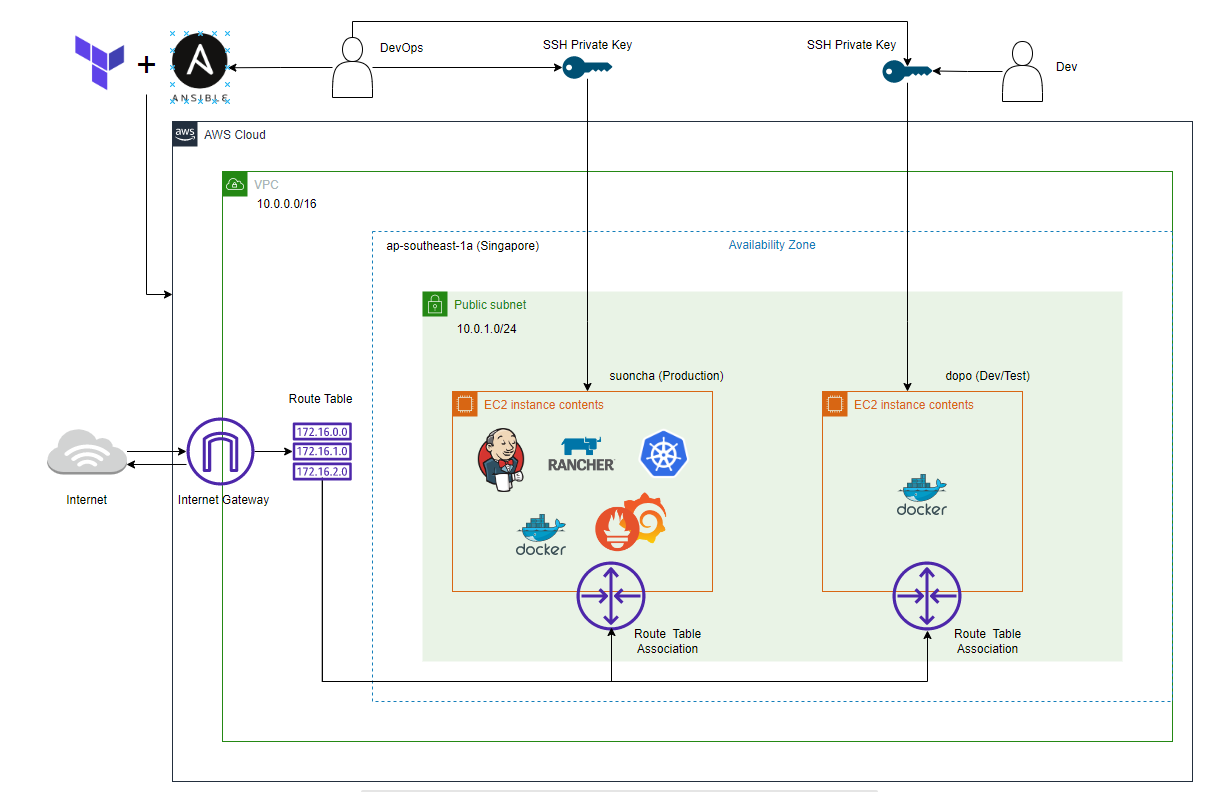 DevOps
SSH Private Key
SSH Private Key
Dev
ANSIBLE
aws
AWS Cloud
VPC
10.0.0.0/16
ap-southeast-1a (Singapore)
Availability Zone
Public subnet
10.0.1.0/24
suoncha (Production)
dopo (Dev/Test)
EC2 instance contents
EC2 instance contents
Route Table
172.16.0.0
172.16.1.0
172.16.2.0
RANCHER
docker
docker
Internet
Internet Gateway
Route Table
Association
Route Table
Association